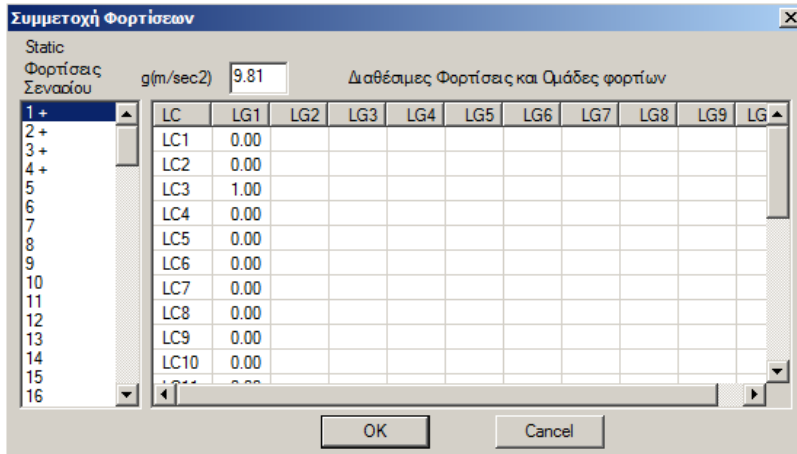 Συμμετοχή Φορτίσεων
Static
Φορτίσεις
Σεναρίου
g(m/sec2) 9.81 Διαθέσιμες Φορτίσεις και Ομάδες φορτίων
1 +
2 +
3 +
4 +
5
6
7
8
9
10
11
12
13
14
15
16
LC LG1 LG2 LG3 LG4 LG5 LG6 LG7 LG8 LG9 LG
LC1 0.00
LC2 0.00
LC3 1.00
LC4 0.00
LC5 0.00
LC6 0.00
LC7 0.00
LC8 0.00
LC9 0.00
LC10 0.00
OK Cancel